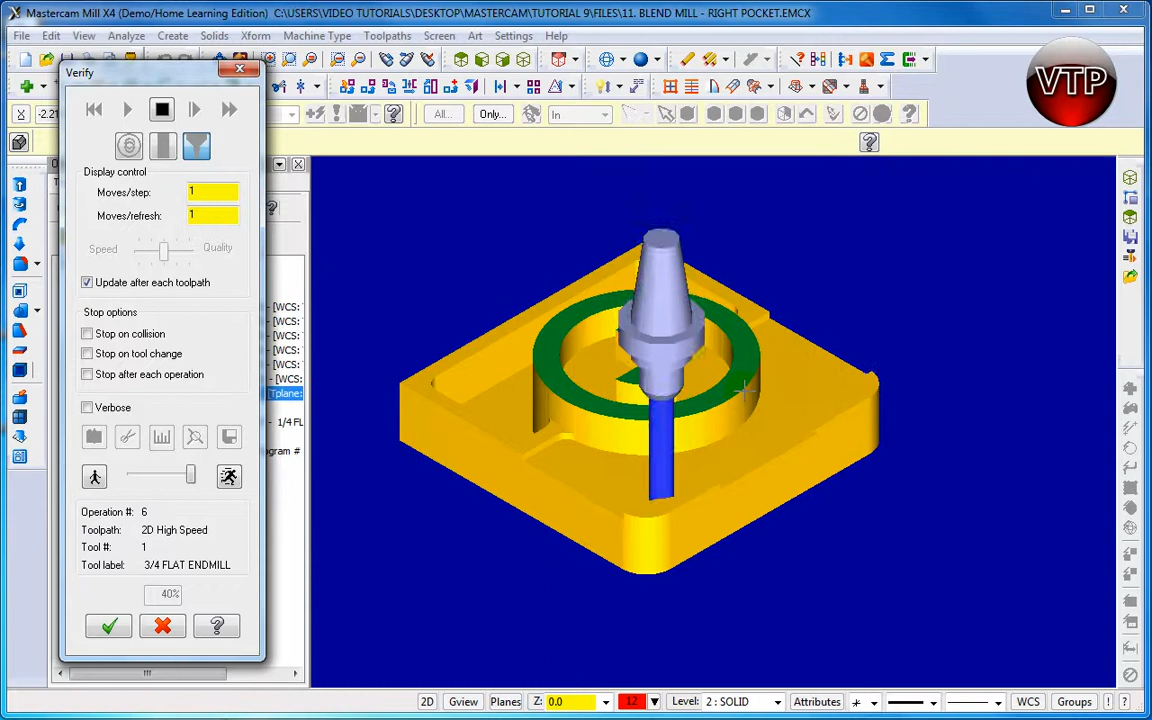 Mastercam Mill X4 (Demo/Home Learning Edition) C:\USERS\VIDEO TUTORIALS\DESKTOP\MASTERCAM\TUTORIAL 9\FILES\11. BLEND MILL - RIGHT POCKET.EMCX
File Edit View Analyze Create Solids Xform Machine Type Toolpaths Screen Art Settings Help
Verify
VTP
X -2.21
All... Only... In
Display control
Moves/step: 1
Moves/refresh: 1
Speed Quality
Update after each toolpath
Stop options
Stop on collision
Stop on tool change
Stop after each operation
Verbose
- [WCS:
- [WCS:
- [WCS:
- [WCS:
- [WCS:
- [WCS:
[Tplane:
- 1/4 FL
ogram #
Operation #: 6
Toolpath: 2D High Speed
Tool #: 1
Tool label: 3/4 FLAT ENDMILL
40%
2D Gview Planes Z: 0.0 12 Level: 2 : SOLID Attributes WCS Groups ! ?